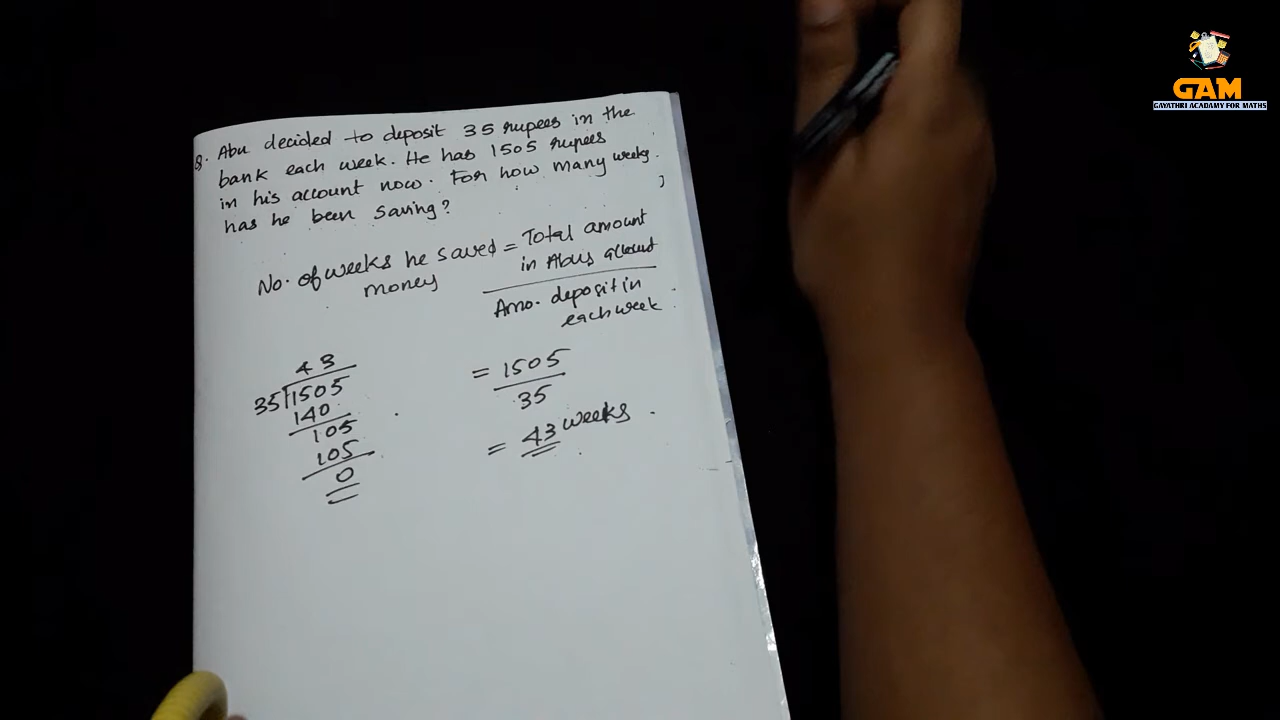 Q. Abu decided to deposit 35 rupees in the
bank each week. He has 1505 rupees
in his account now. For how many weeks.
has he been saving?
No. of weeks he saved = Total amount
money
in Abus account
Amo. deposit in
each week.
43
35 1505
140
105
105
0
= 1505
35
= 43 weeks.
GAM
GAYATHRI ACADAMY FOR MATHS